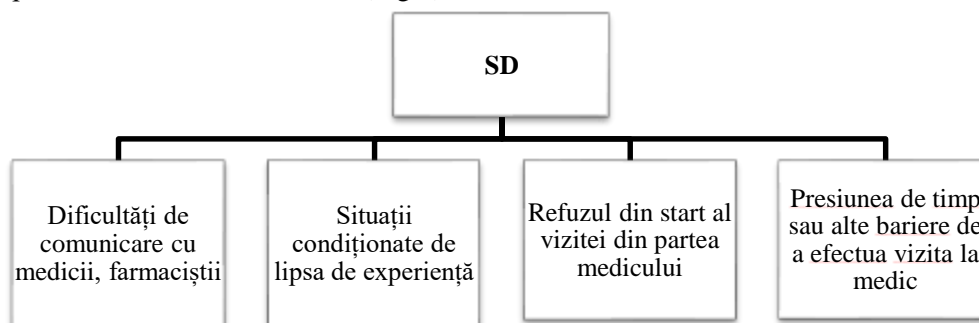 SD
Dificultăți de
comunicare cu
medicii, farmaciștii
Situații
condiționate de
lipsa de experiență
Refuzul din start al
vizitei din partea
medicului
Presiunea de timp
sau alte bariere de
a efectua vizita la
medic